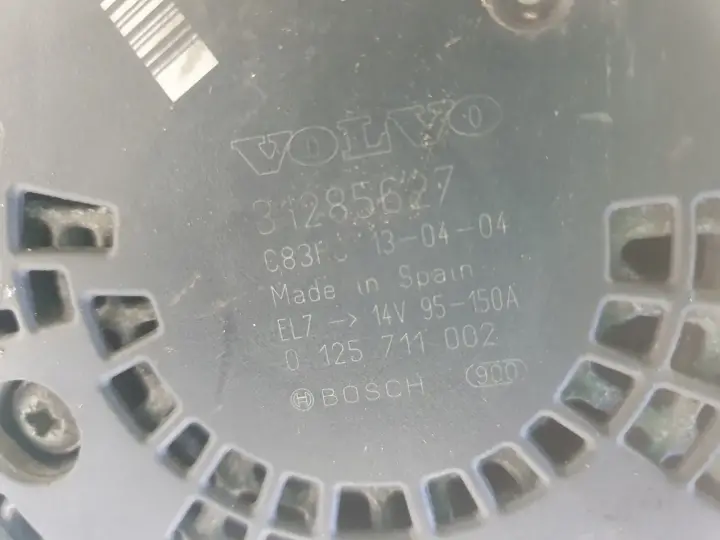 VOLVO
31285627
13-04-04
Made in Spain
EL7 → 14V 95-150A
0 125 711 002
BOSCH 900